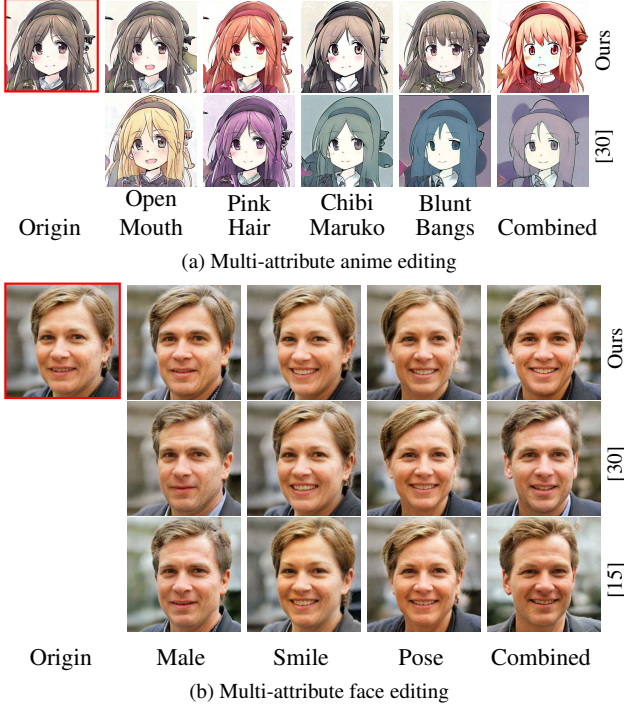 Ours
[30]
Origin
Open
Mouth
Pink
Hair
Chibi
Maruko
Blunt
Bangs
Combined
(a) Multi-attribute anime editing
Ours
[30]
[15]
Origin
Male
Smile
Pose
Combined
(b) Multi-attribute face editing